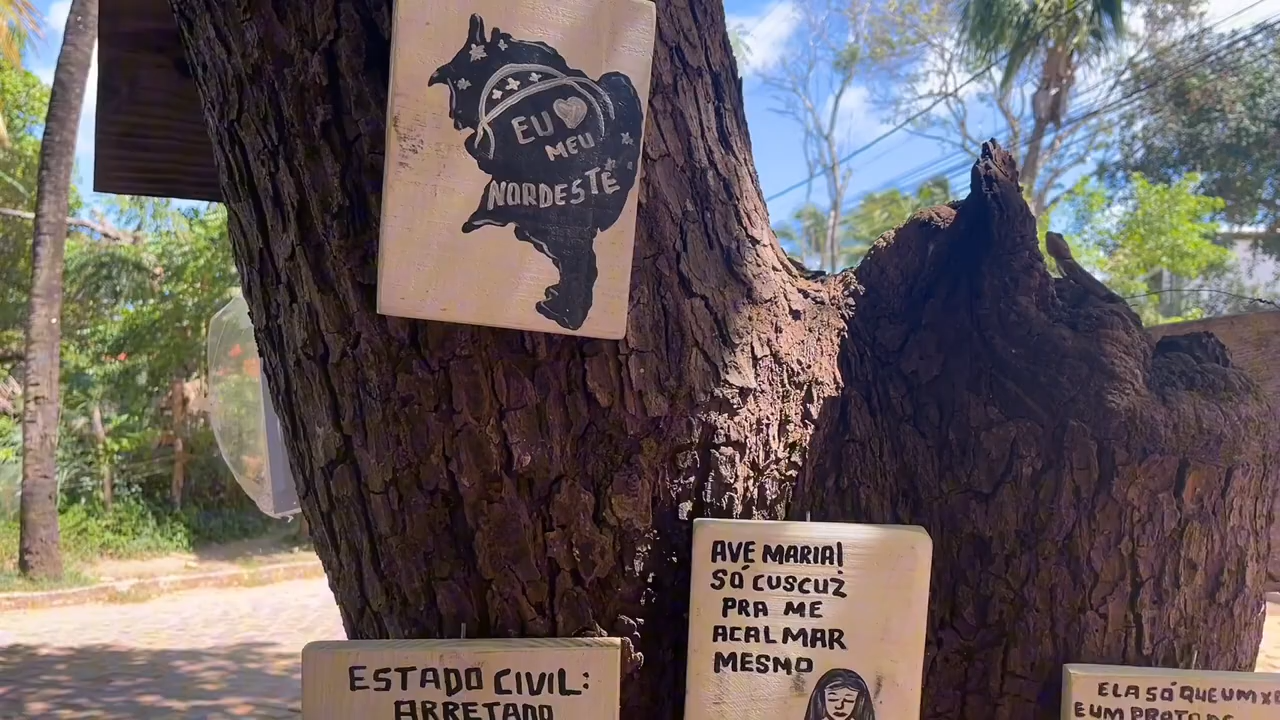 EU
MEU
NORDESTE
AVE MARIA!
SÓ CUSCUZ
PRA ME
ACALMAR
MESMO
ESTADO CIVIL:
ARRETADO
ELA SÓ QUE UM
E UM